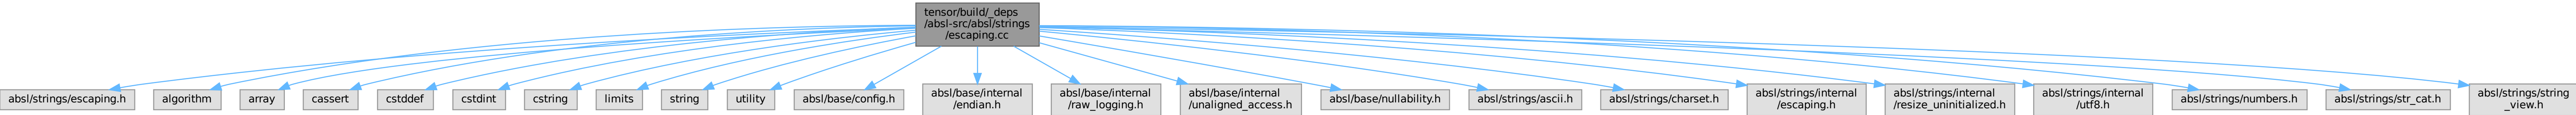 tensor/build/_deps
/absl-src/absl/strings
/escaping.cc
absl/strings/escaping.h
algorithm
array
cassert
cstddef
cstdint
cstring
limits
string
utility
absl/base/config.h
absl/base/internal
/endian.h
absl/base/internal
/raw_logging.h
absl/base/internal
/unaligned_access.h
absl/base/nullability.h
absl/strings/ascii.h
absl/strings/charset.h
absl/strings/internal
/escaping.h
absl/strings/internal
/resize_uninitialized.h
absl/strings/internal
/utf8.h
absl/strings/numbers.h
absl/strings/str_cat.h
absl/strings/string
_view.h